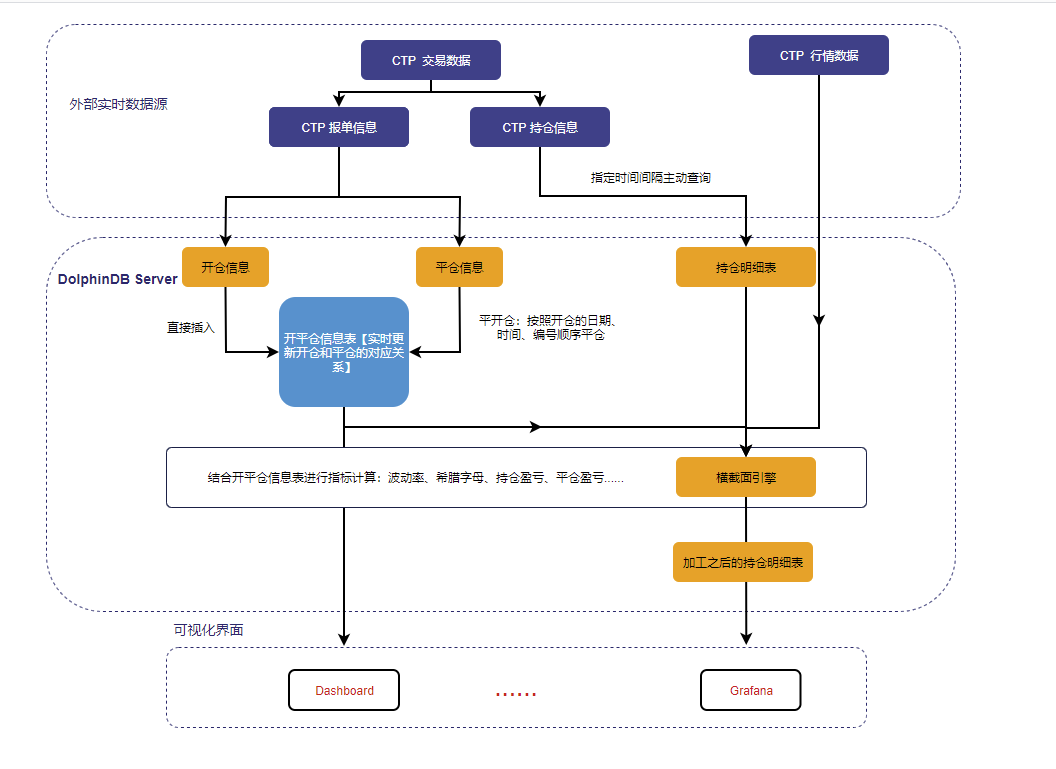 CTP 交易数据
CTP 行情数据
外部实时数据源
CTP 报单信息
CTP 持仓信息
指定时间间隔主动查询
DolphinDB Server
开仓信息
平仓信息
持仓明细表
直接插入
开平仓信息表【实时更
新开仓和平仓的对应关
系】
平开仓：按照开仓的日期、
时间、编号顺序平仓
结合开平仓信息表进行指标计算：波动率、希腊字母、持仓盈亏、平仓盈亏......
横截面引擎
加工之后的持仓明细表
可视化界面
Dashboard
......
Grafana